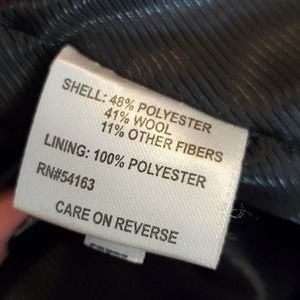 SHELL: 48% POLYESTER
41% WOOL
11% OTHER FIBERS
LINING: 100% POLYESTER
RN#54163
CARE ON REVERSE